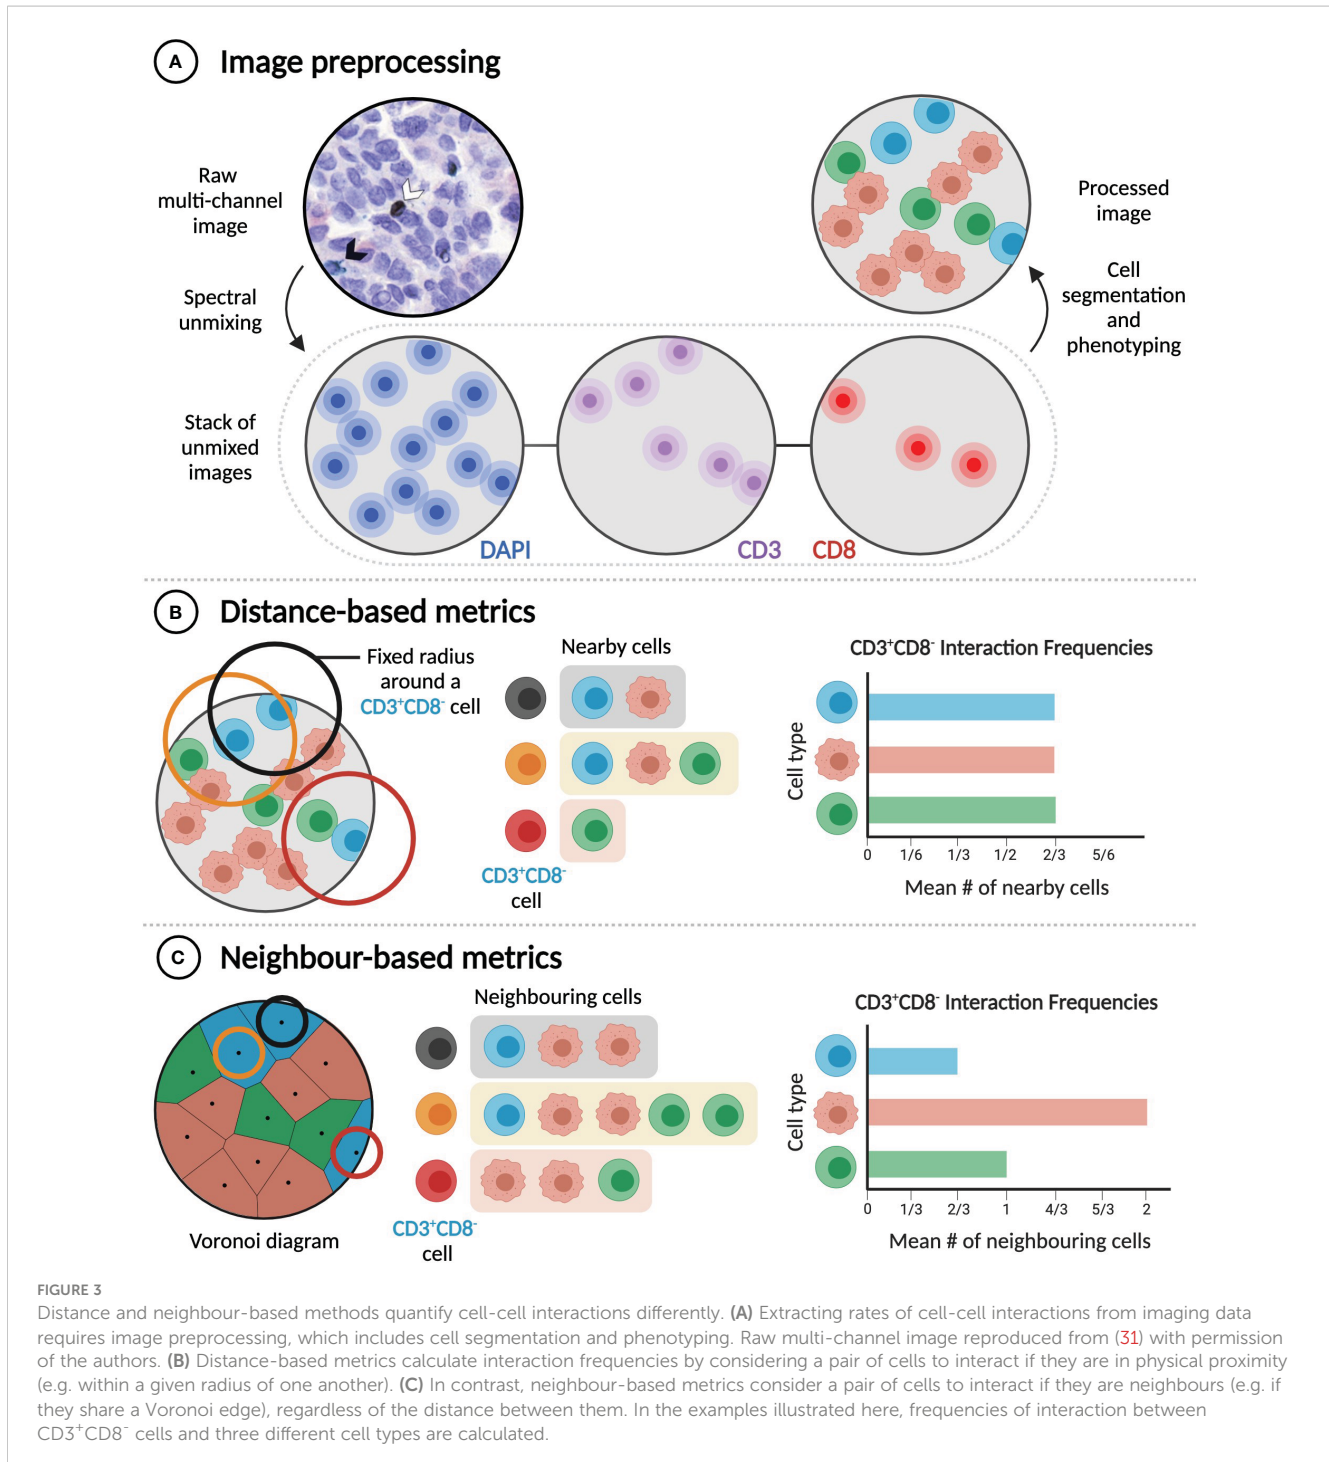 A
Image preprocessing
Raw
multi-channel
image
Spectral
unmixing
Stack of
unmixed
images
Processed
image
Cell
segmentation
and
phenotyping
DAPI
CD3
CD8
B
Distance-based metrics
Fixed radius
around a
CD3⁺CD8⁻ cell
Nearby cells
CD3⁺CD8⁻
cell
CD3⁺CD8⁻ Interaction Frequencies
Cell type
0 1/6 1/3 1/2 2/3 5/6
Mean # of nearby cells
C
Neighbour-based metrics
Voronoi diagram
Neighbouring cells
CD3⁺CD8⁻
cell
CD3⁺CD8⁻ Interaction Frequencies
Cell type
0 1/3 2/3 1 4/3 5/3 2
Mean # of neighbouring cells
FIGURE 3
Distance and neighbour-based methods quantify cell-cell interactions differently. (A) Extracting rates of cell-cell interactions from imaging data
requires image preprocessing, which includes cell segmentation and phenotyping. Raw multi-channel image reproduced from (31) with permission
of the authors. (B) Distance-based metrics calculate interaction frequencies by considering a pair of cells to interact if they are in physical proximity
(e.g. within a given radius of one another). (C) In contrast, neighbour-based metrics consider a pair of cells to interact if they are neighbours (e.g. if
they share a Voronoi edge), regardless of the distance between them. In the examples illustrated here, frequencies of interaction between
CD3⁺CD8⁻ cells and three different cell types are calculated.